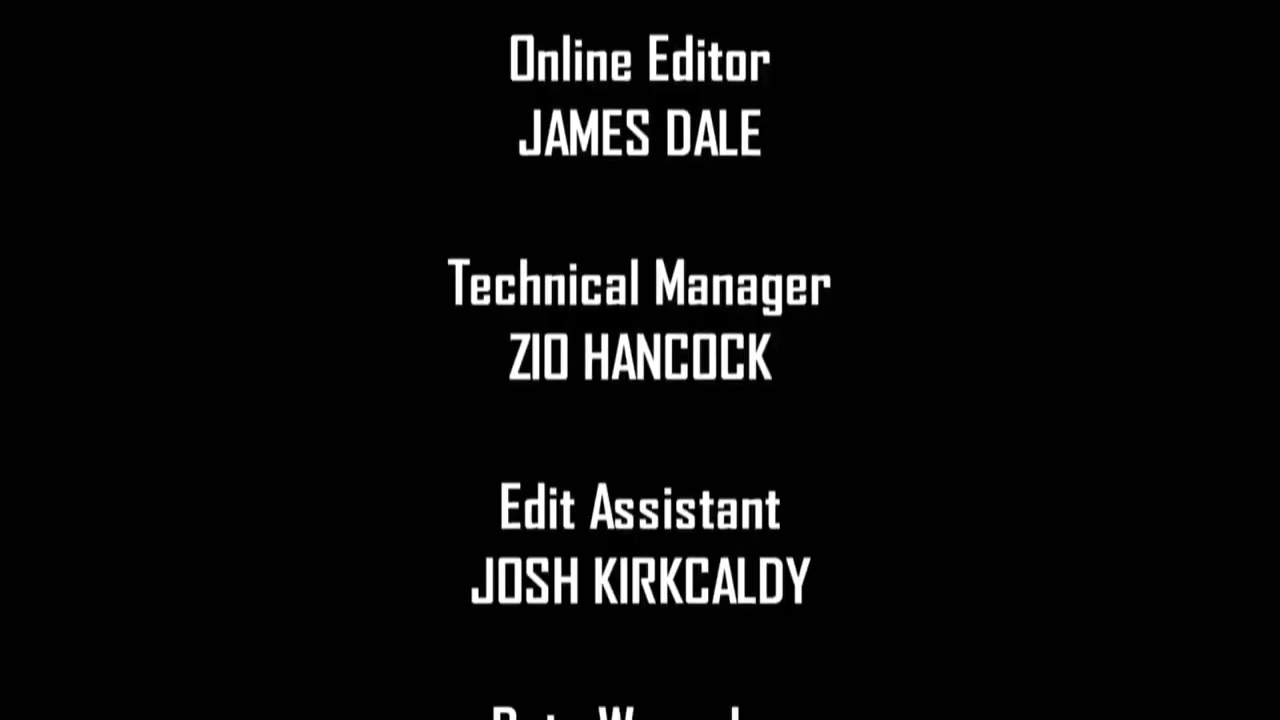 Online Editor
JAMES DALE
Technical Manager
ZIO HANCOCK
Edit Assistant
JOSH KIRKCALDY